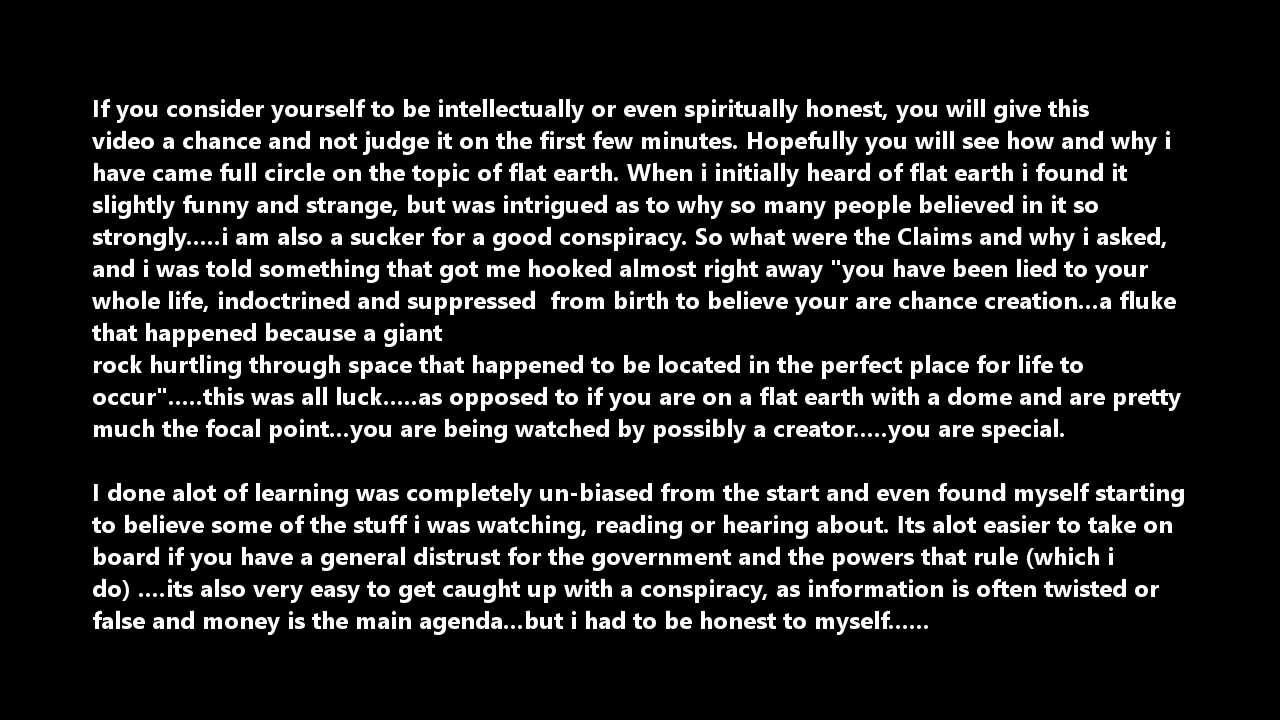 If you consider yourself to be intellectually or even spiritually honest, you will give this
video a chance and not judge it on the first few minutes. Hopefully you will see how and why i
have came full circle on the topic of flat earth. When i initially heard of flat earth i found it
slightly funny and strange, but was intrigued as to why so many people believed in it so
strongly.....i am also a sucker for a good conspiracy. So what were the Claims and why i asked,
and i was told something that got me hooked almost right away "you have been lied to your
whole life, indoctrined and suppressed  from birth to believe your are chance creation...a fluke
that happened because a giant
rock hurtling through space that happened to be located in the perfect place for life to
occur".....this was all luck.....as opposed to if you are on a flat earth with a dome and are pretty
much the focal point...you are being watched by possibly a creator.....you are special.

I done alot of learning was completely un-biased from the start and even found myself starting
to believe some of the stuff i was watching, reading or hearing about. Its alot easier to take on
board if you have a general distrust for the government and the powers that rule (which i
do) ....its also very easy to get caught up with a conspiracy, as information is often twisted or
false and money is the main agenda...but i had to be honest to myself......